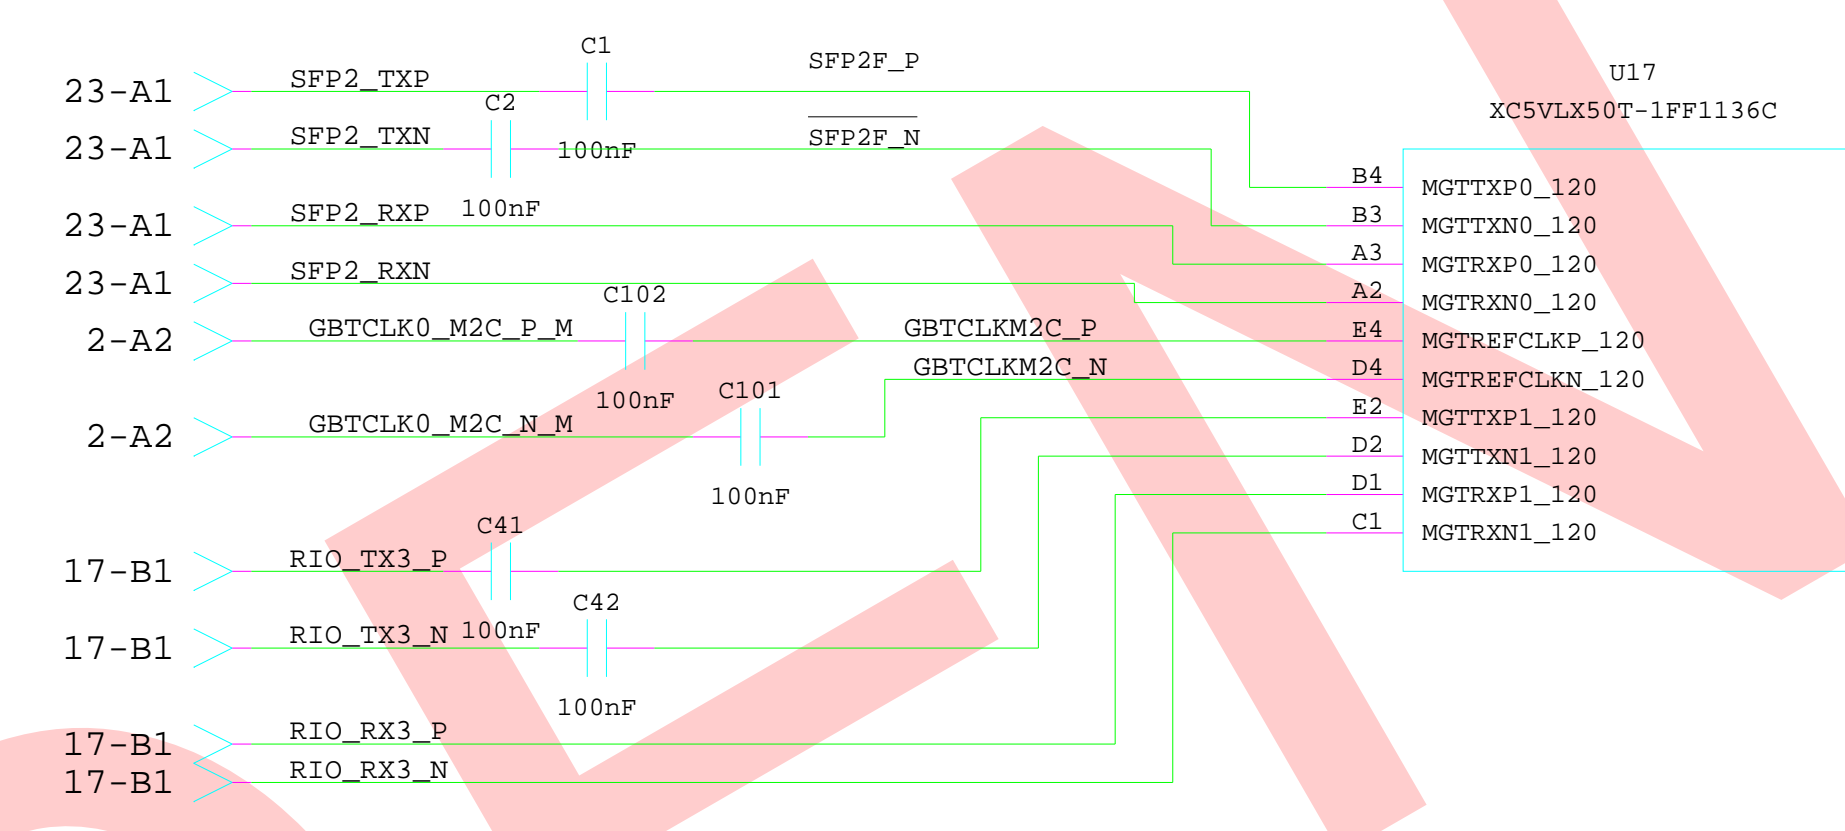 C1
SFP2F_P
U17
23-A1
SFP2_TXP
C2
XC5VLX50T-1FF1136C
23-A1
SFP2_TXN
100nF
SFP2F_N
B4
MGTTXP0_120
23-A1
SFP2_RXP
100nF
B3
MGTTXN0_120
A3
MGTRXP0_120
23-A1
SFP2_RXN
C102
A2
MGTRXN0_120
2-A2
GBTCLK0_M2C_P_M
GBTCLKM2C_P
E4
MGTREFCLKP_120
GBTCLKM2C_N
D4
MGTREFCLKN_120
100nF
C101
2-A2
GBTCLK0_M2C_N_M
E2
MGTTXP1_120
D2
MGTTXN1_120
100nF
D1
MGTRXP1_120
C41
C1
MGTRXN1_120
17-B1
RIO_TX3_P
C42
17-B1
RIO_TX3_N
100nF
100nF
17-B1
RIO_RX3_P
17-B1
RIO_RX3_N